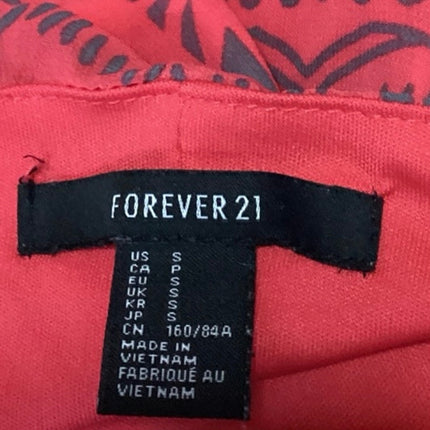 FOREVER 21
US S
CA P
EU S
UK S
KR S
JP S
CN 160/84A
MADE IN
VIETNAM
FABRIQUÉ AU
VIETNAM